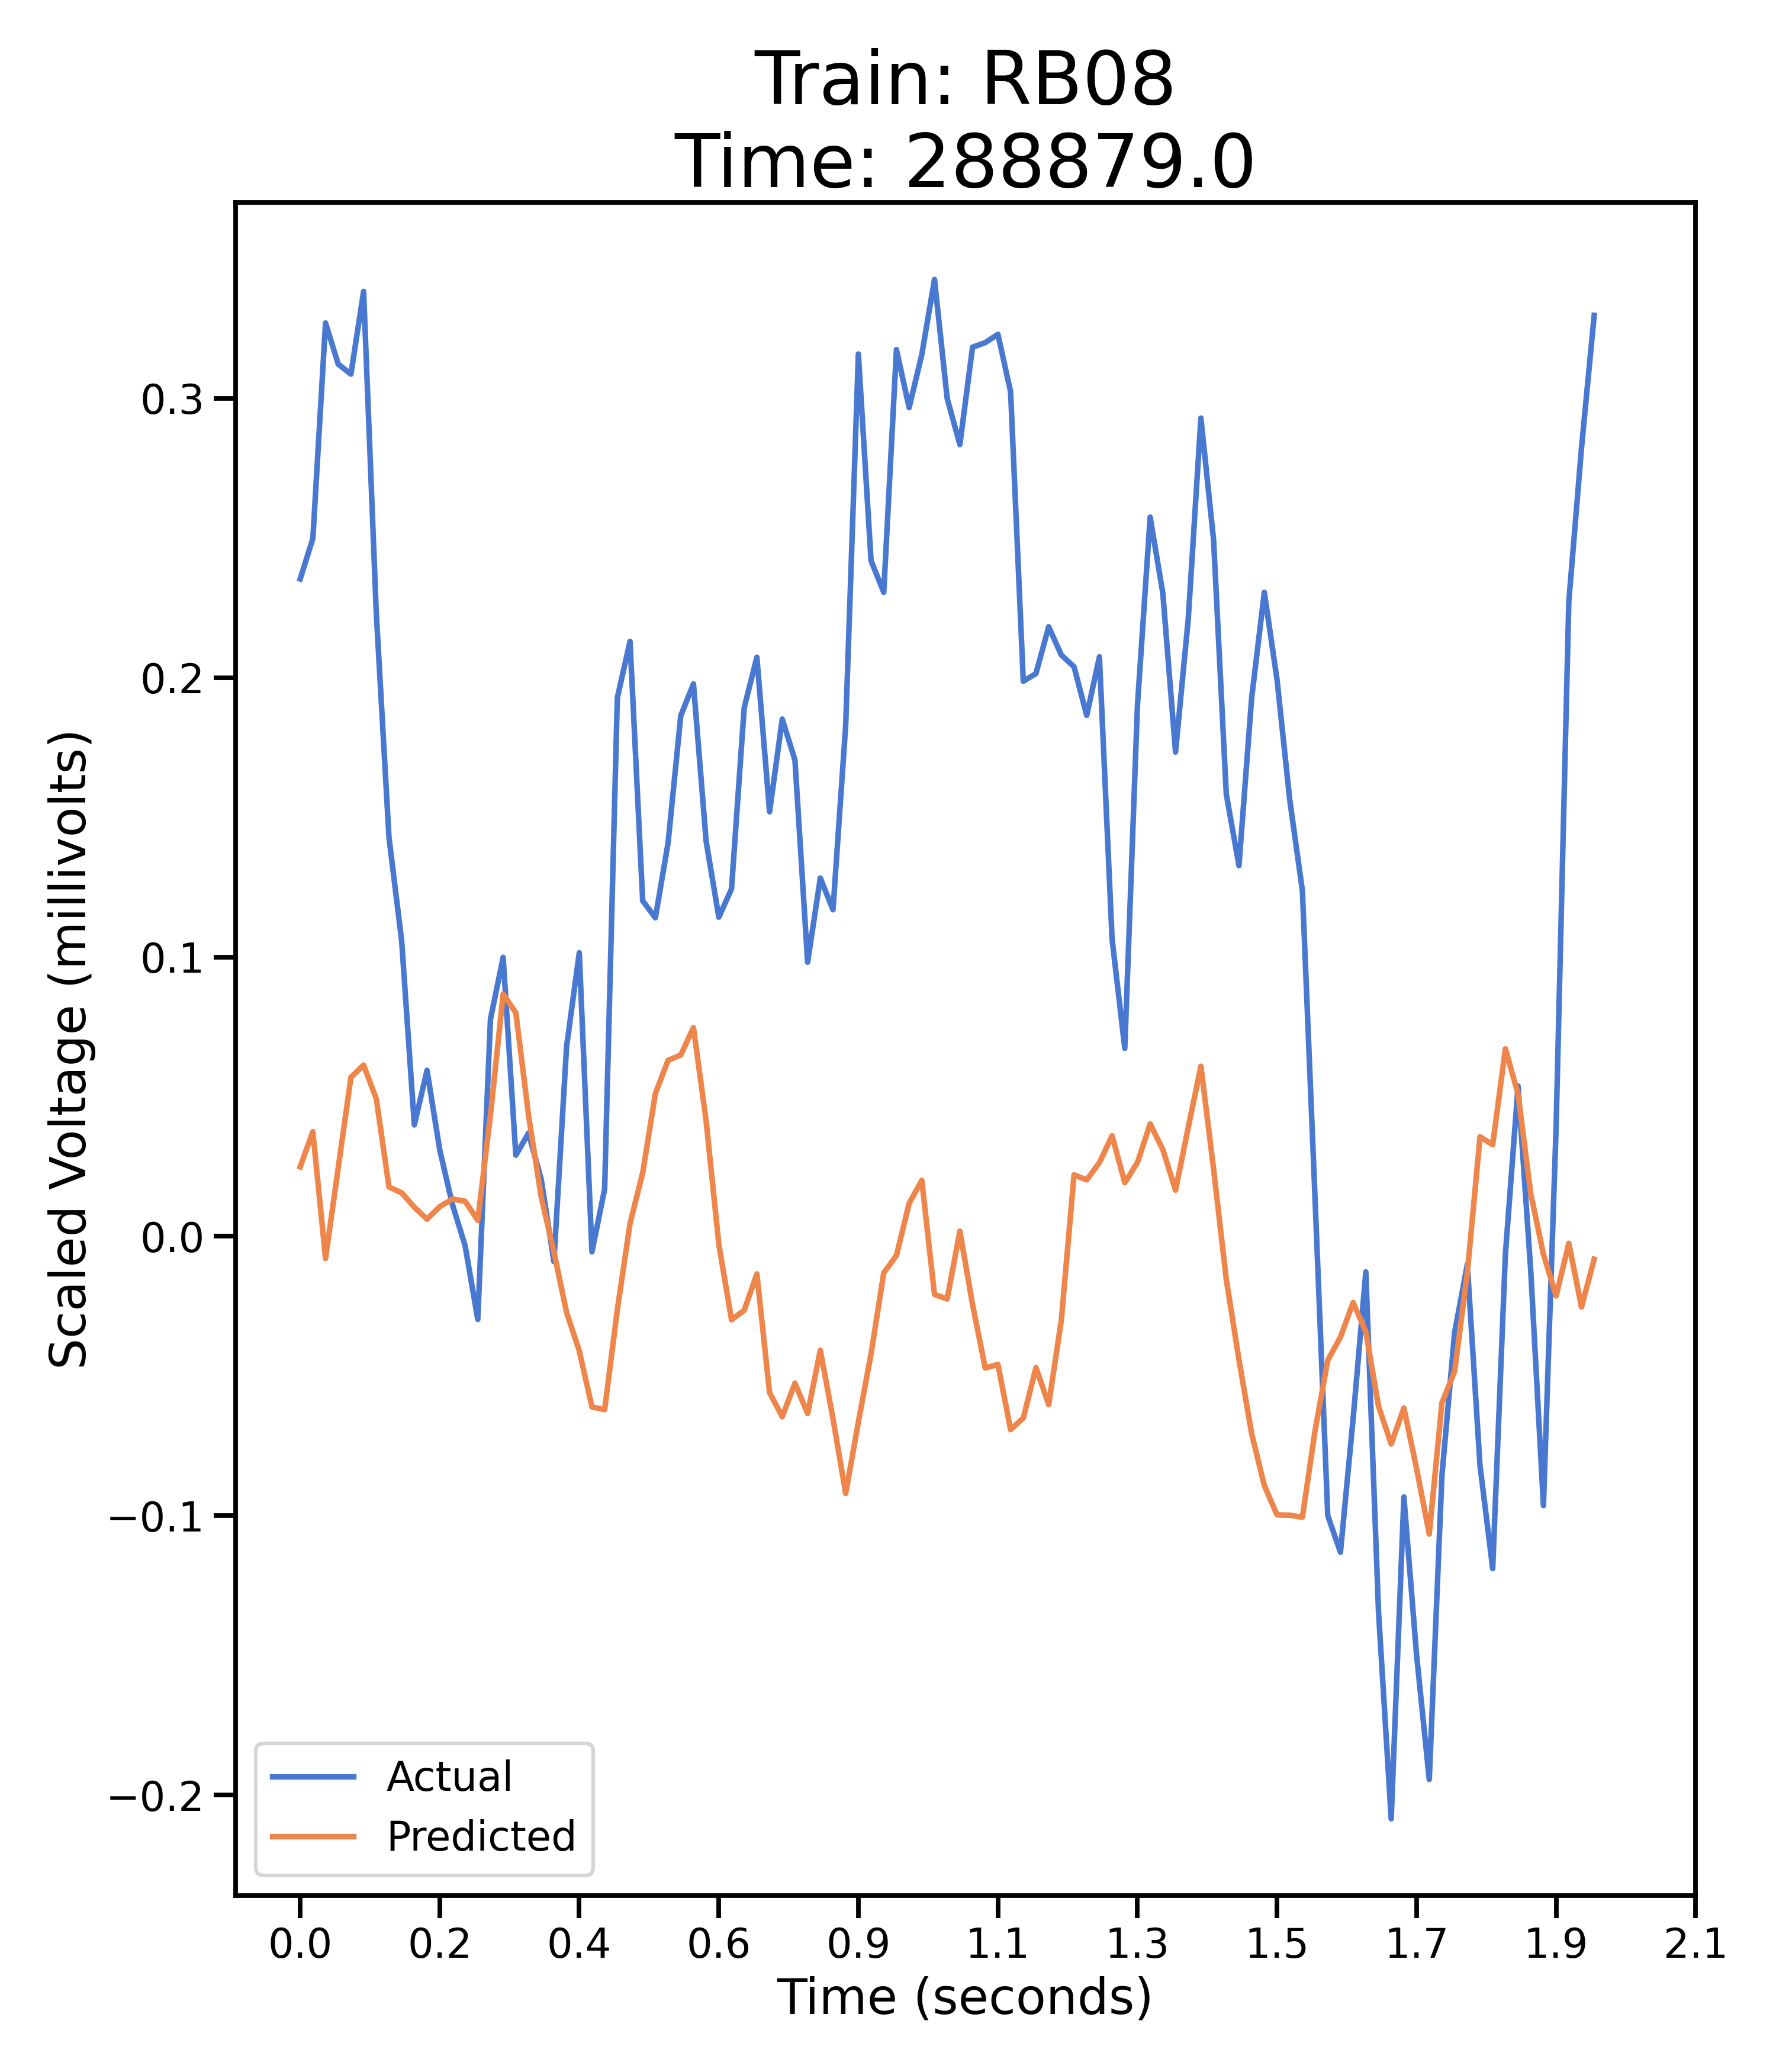 Train: RB08
Time: 288879.0
Scaled Voltage (millivolts)
0.3
0.2
0.1
0.0
−0.1
−0.2
Actual
Predicted
0.0 0.2 0.4 0.6 0.9 1.1 1.3 1.5 1.7 1.9 2.1
Time (seconds)